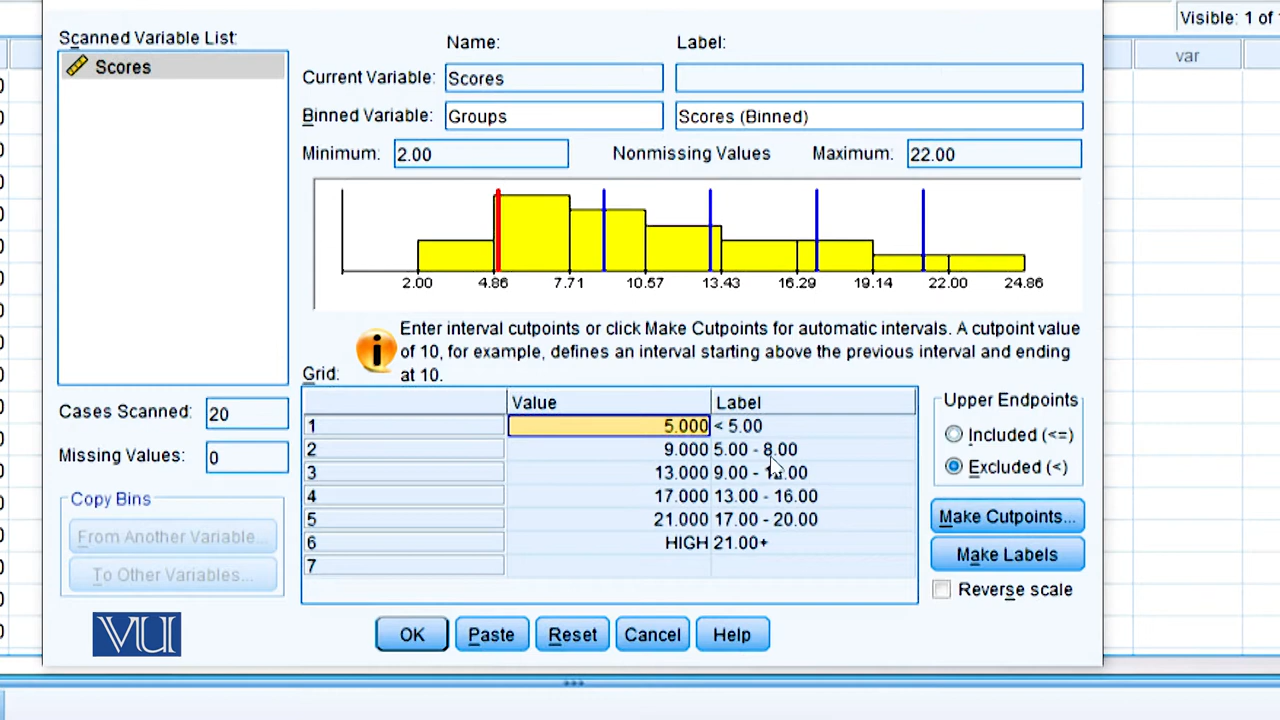 Visible: 1 of
Scanned Variable List:
Name:
Label:
Scores
Current Variable:
Scores
var
Binned Variable:
Groups
Scores (Binned)
Minimum:
2.00
Nonmissing Values
Maximum:
22.00
2.00 4.86 7.71 10.57 13.43 16.29 19.14 22.00 24.86
Enter interval cutpoints or click Make Cutpoints for automatic intervals. A cutpoint value
of 10, for example, defines an interval starting above the previous interval and ending
at 10.
Grid:
Value
Label
1 5.000 < 5.00
2 9.000 5.00 - 8.00
3 13.000 9.00 -
4 17.000 13.00 - 16.00
5 21.000 17.00 - 20.00
6 HIGH 21.00+
7
Upper Endpoints
Included (<=)
Excluded (<)
Make Cutpoints...
Make Labels
Reverse scale
Cases Scanned:
20
Missing Values:
0
Copy Bins
From Another Variable...
To Other Variables...
VU
OK
Paste
Reset
Cancel
Help